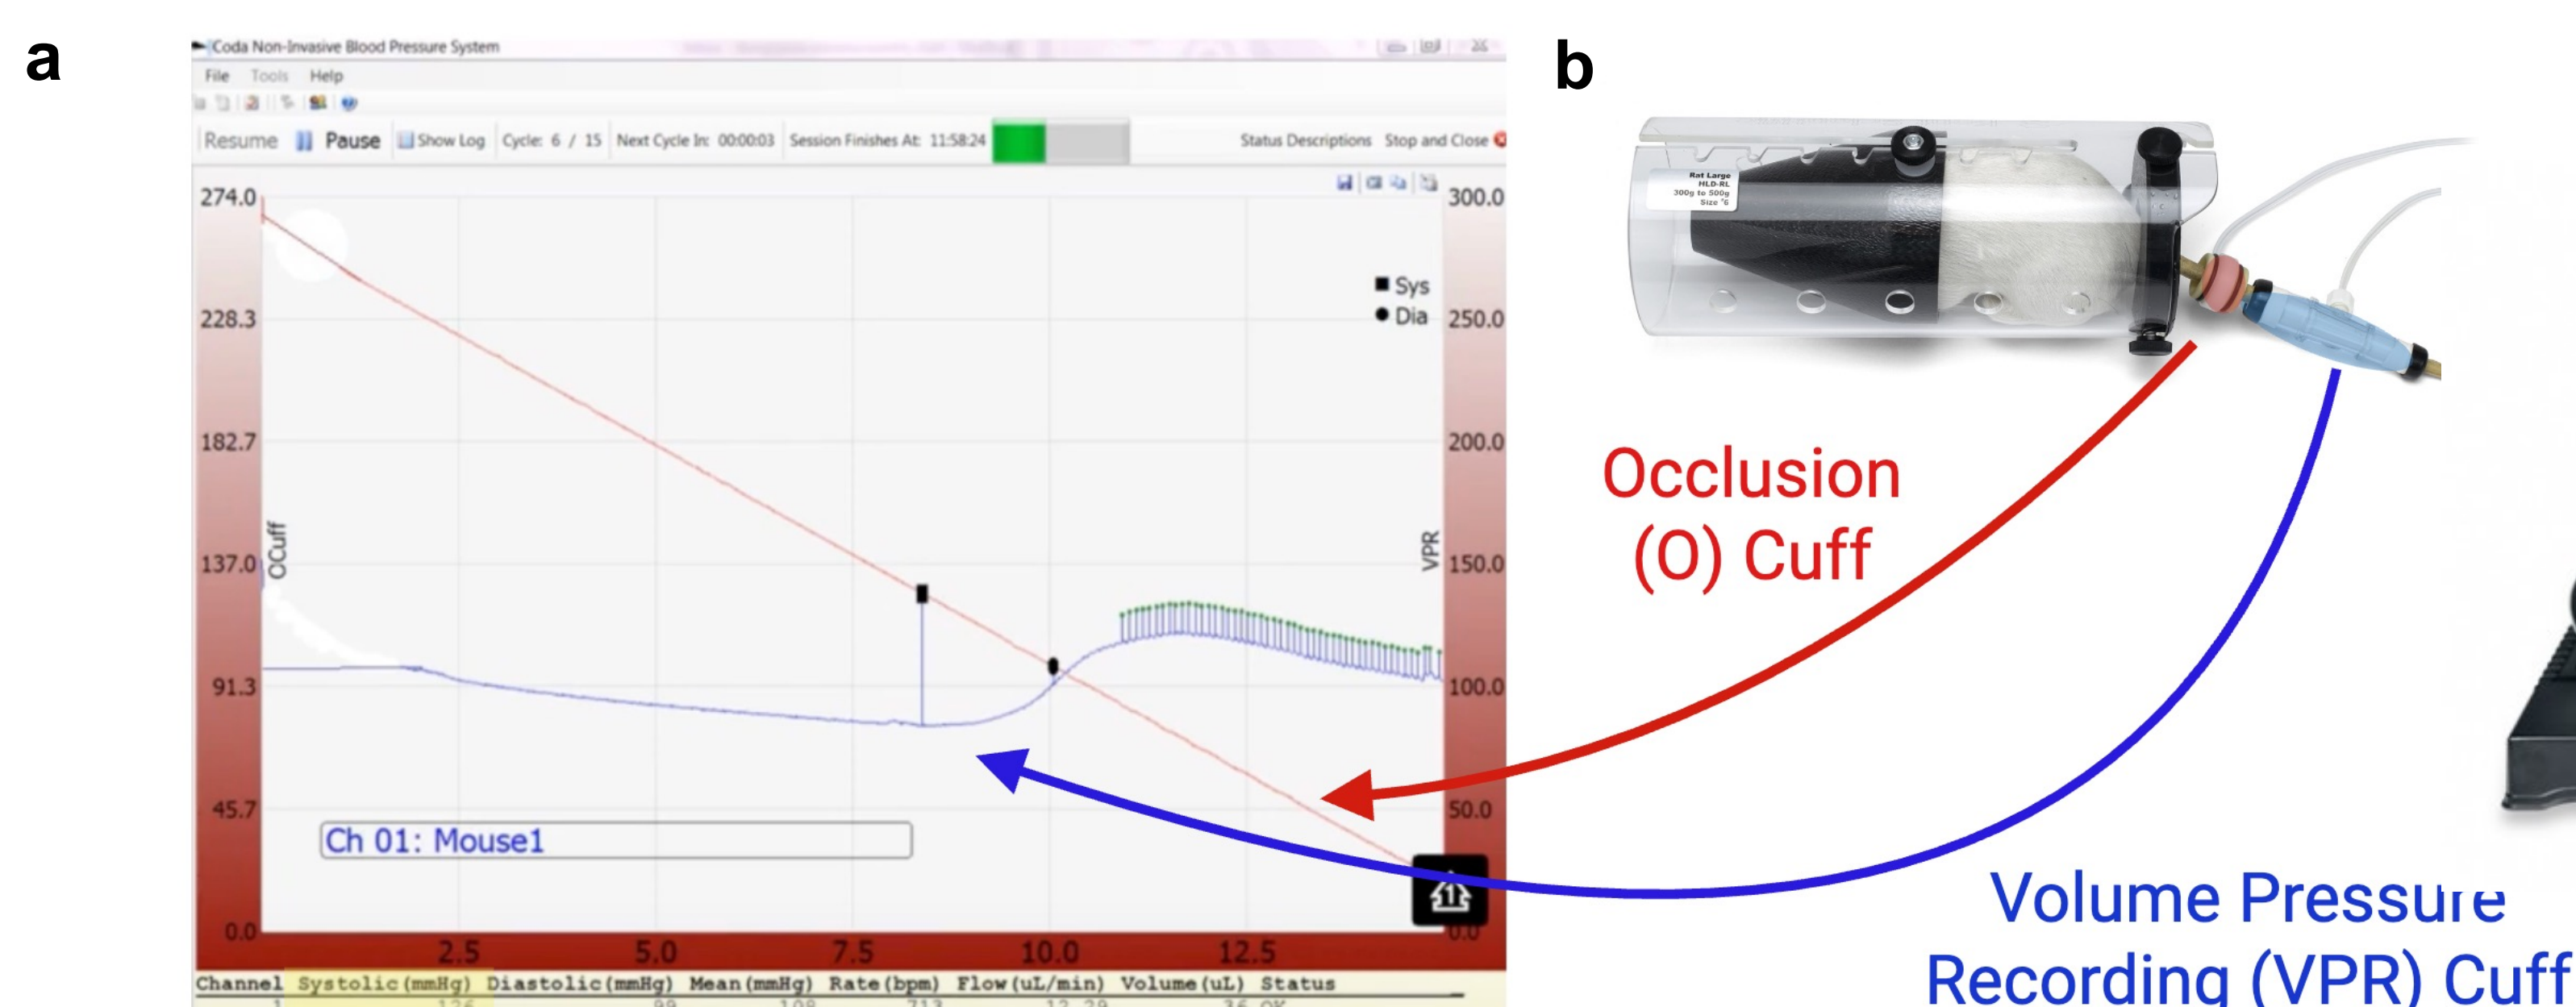 a
Coda Non-Invasive Blood Pressure System
File Tools Help
Resume Pause Show Log Cycle: 6 / 15 Next Cycle In: 00:00:03 Session Finishes At: 11:58:24 Status Descriptions Stop and Close
274.0
228.3
182.7
137.0
91.3
45.7
0.0
OCuff
Sys
Dia
VPR
300.0
250.0
200.0
150.0
100.0
50.0
0.0
Ch 01: Mouse1
2.5 5.0 7.5 10.0 12.5
Channel Systolic(mmHg) Diastolic(mmHg) Mean(mmHg) Rate(bpm) Flow(uL/min) Volume(uL) Status
b
Rat Large
HLD-RL
300g to 500g
Occlusion
(O) Cuff
Volume Pressure
Recording (VPR) Cuff